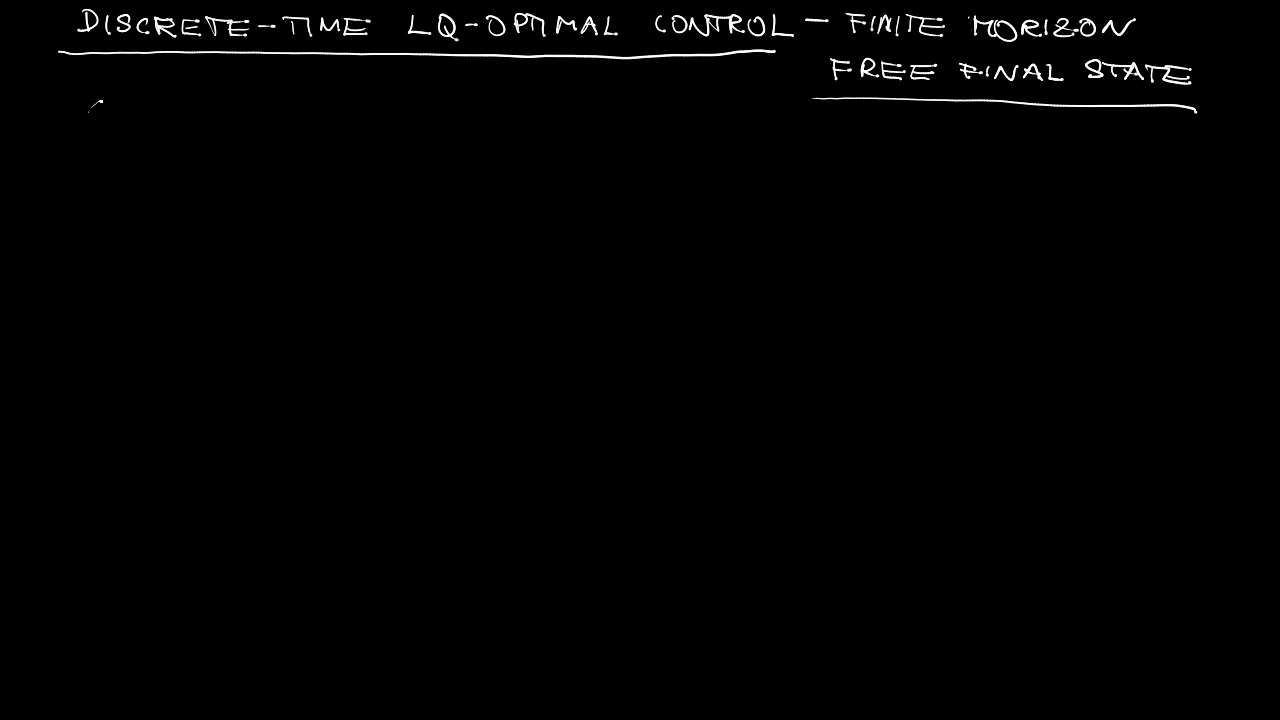 DISCRETE-TIME LQ-OPTIMAL CONTROL - FINITE HORIZON
FREE FINAL STATE